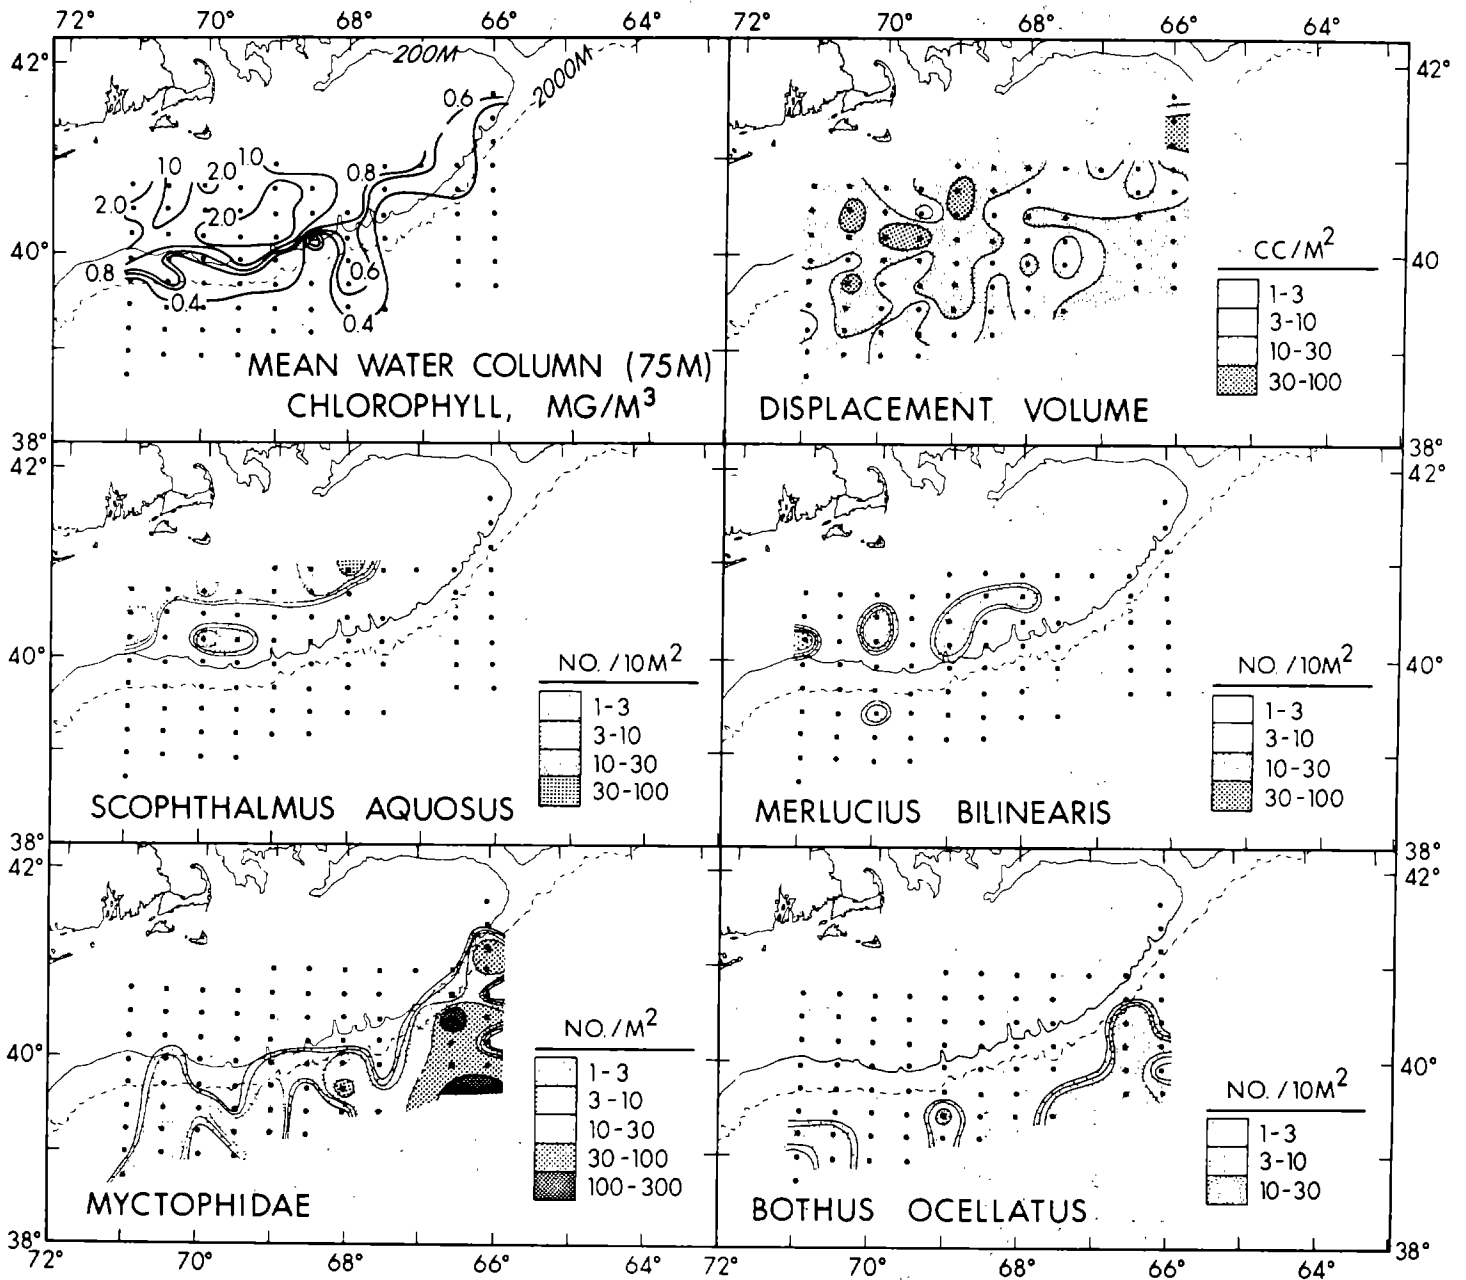 72° 70° 68° 66° 64° 72° 70° 68° 66° 64°
42° 200M 2000M 42°
0.6
1.0
10 2.0 0.8
2.0 2.0
40° 40
0.8 0.6
0.4 0.4
MEAN WATER COLUMN (75M)
CHLOROPHYLL, MG/M³
CC/M²
1-3
3-10
10-30
30-100
DISPLACEMENT VOLUME
38° 38°
42° 42°
40° 40°
NO./10M²
1-3
3-10
10-30
30-100
SCOPHTHALMUS AQUOSUS
NO./10M²
1-3
3-10
10-30
30-100
MERLUCIUS BILINEARIS
38° 38°
42° 42°
40° 40°
NO./M²
1-3
3-10
10-30
30-100
100-300
MYCTOPHIDAE
NO./10M²
1-3
3-10
10-30
BOTHUS OCELLATUS
38° 38°
72° 70° 68° 66° 64° 72° 70° 68° 66° 64°